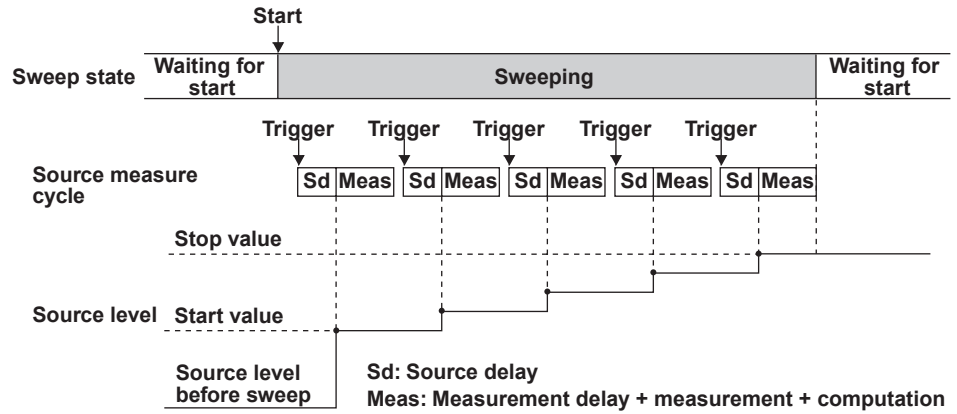 Start
Sweep state
Waiting for
start
Sweeping
Waiting for
start
Trigger Trigger Trigger Trigger Trigger
Source measure
cycle
Sd Meas Sd Meas Sd Meas Sd Meas Sd Meas
Stop value
Source level
Start value
Source level
before sweep
Sd: Source delay
Meas: Measurement delay + measurement + computation